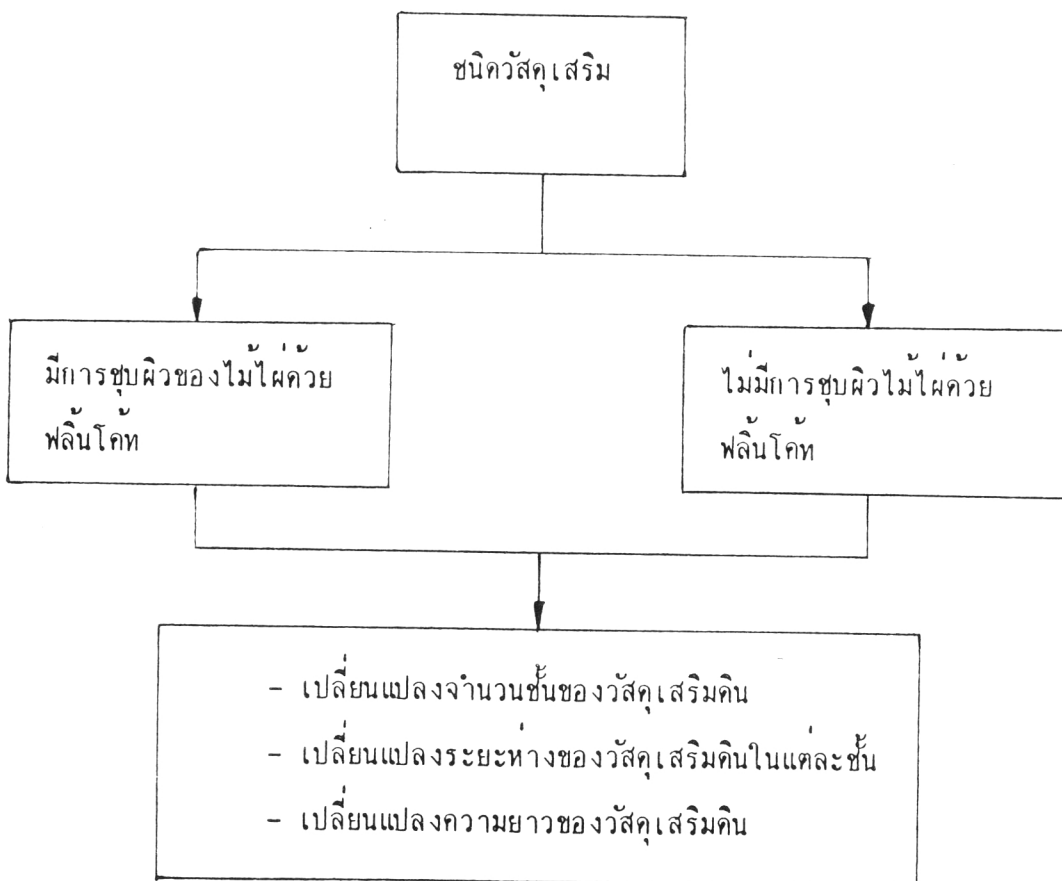 ชนิดวัสดุเสริม
มีการชุบผิวของไม้ไผ่ด้วย
ฟลิ้นโค้ท
ไม่มีการชุบผิวไม้ไผ่ด้วย
ฟลิ้นโค้ท
- เปลี่ยนแปลงจำนวนชั้นของวัสดุเสริมดิน
- เปลี่ยนแปลงระยะห่างของวัสดุเสริมดินในแต่ละชั้น
- เปลี่ยนแปลงความยาวของวัสดุเสริมดิน